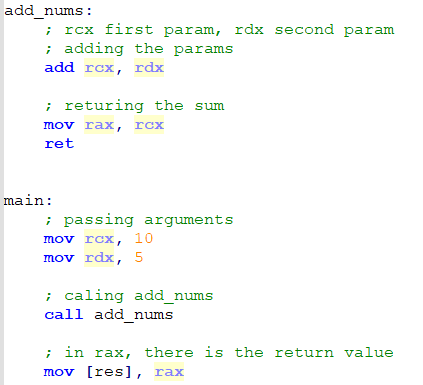 add_nums:
; rcx first param, rdx second param
; adding the params
add rcx, rdx
; returing the sum
mov rax, rcx
ret
main:
; passing arguments
mov rcx, 10
mov rdx, 5
; caling add_nums
call add_nums
; in rax, there is the return value
mov [res], rax